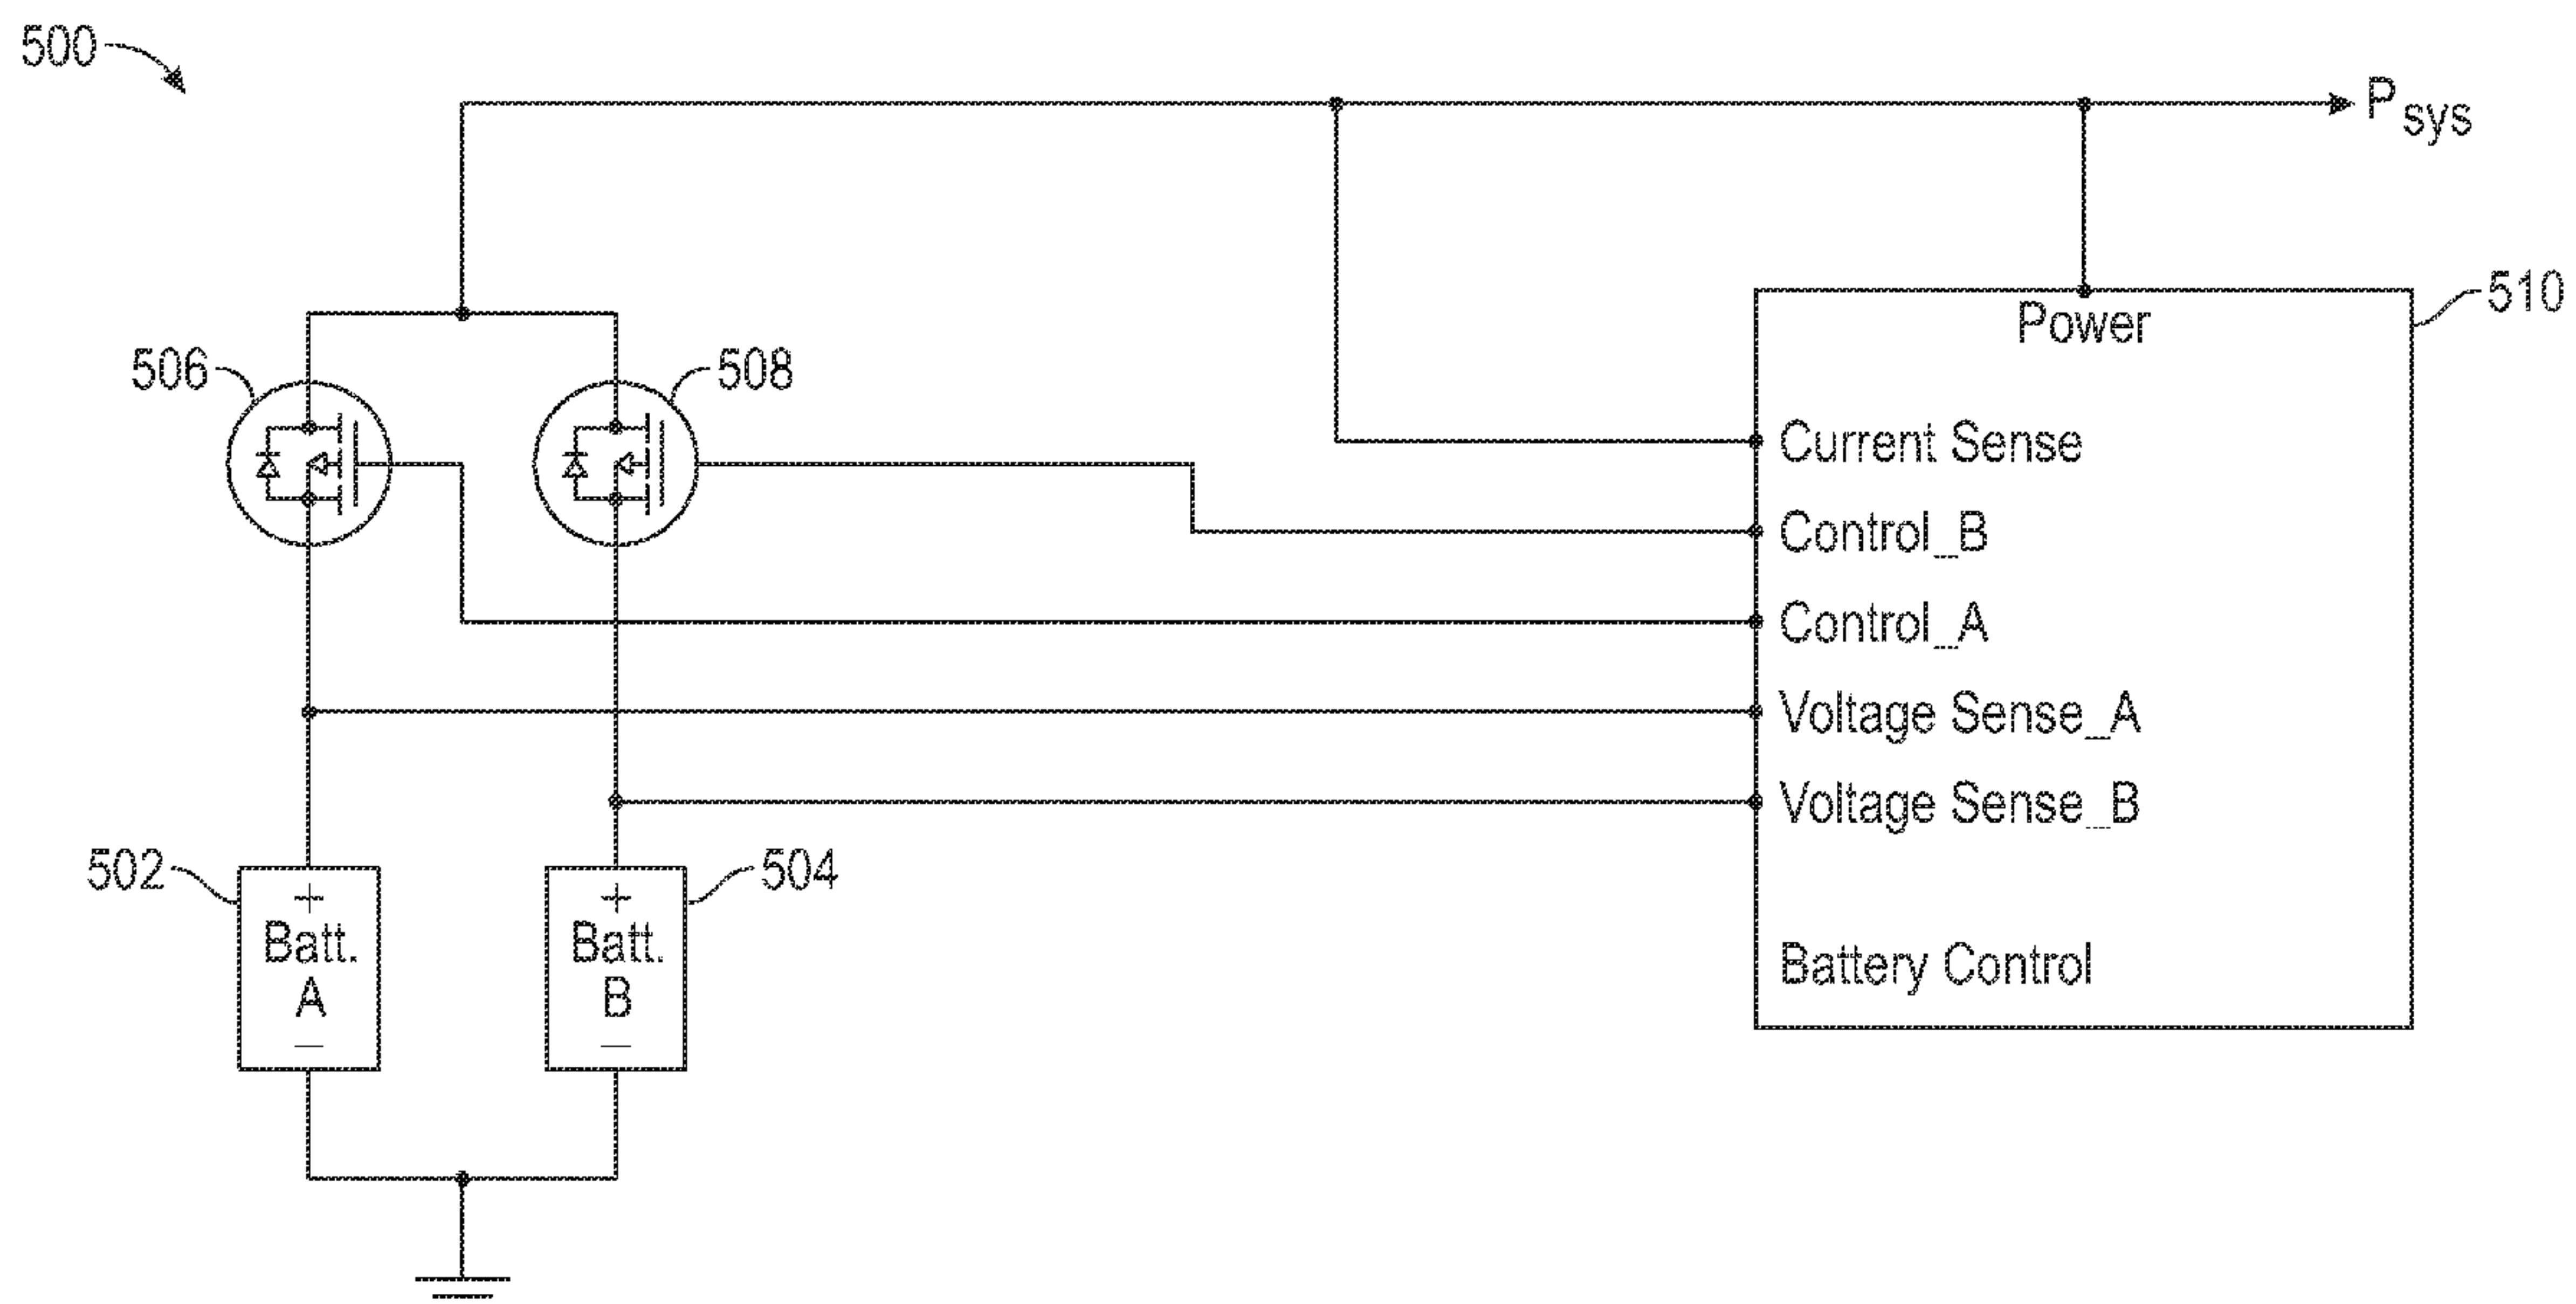 500
P sys
510
Power
506
508
Current Sense
Control_B
Control_A
Voltage Sense_A
Voltage Sense_B
502
504
+
Batt.
A
−
+
Batt.
B
−
Battery Control